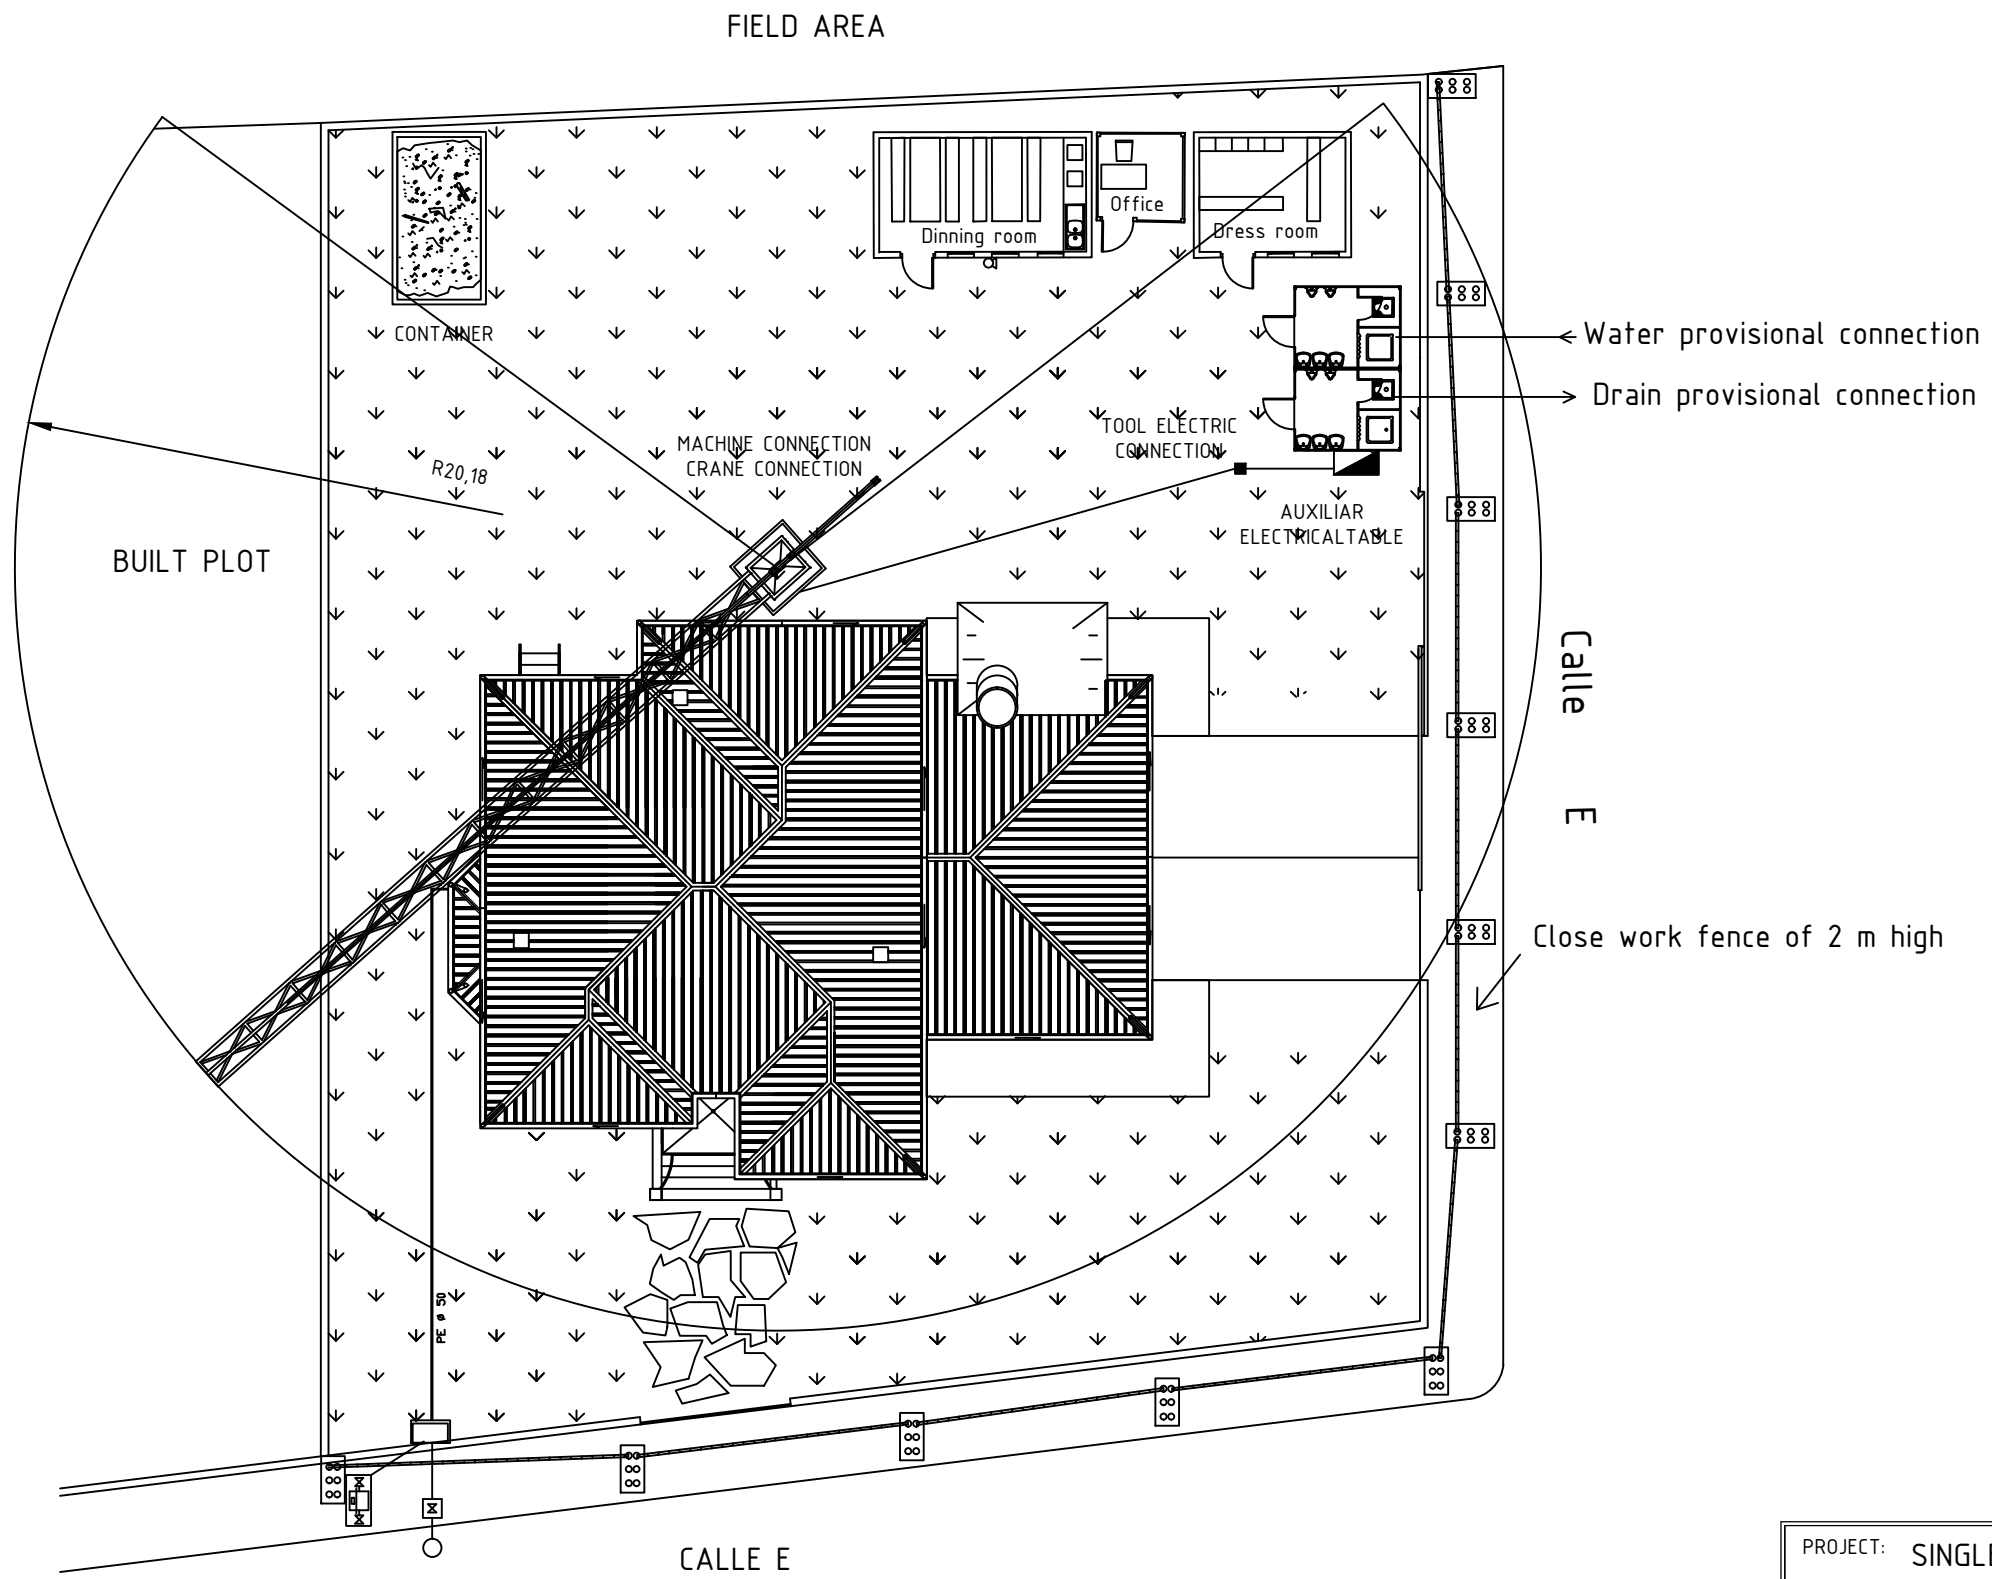 FIELD AREA
Dinning room
Office
Dress room
CONTAINER
Water provisional connection
Drain provisional connection
MACHINE CONNECTION
CRANE CONNECTION
TOOL ELECTRIC
CONNECTION
R20,18
AUXILIAR
ELECTRICALTABLE
BUILT PLOT
Calle E
Close work fence of 2 m high
PE ø 50
CALLE E
PROJECT: SINGLE